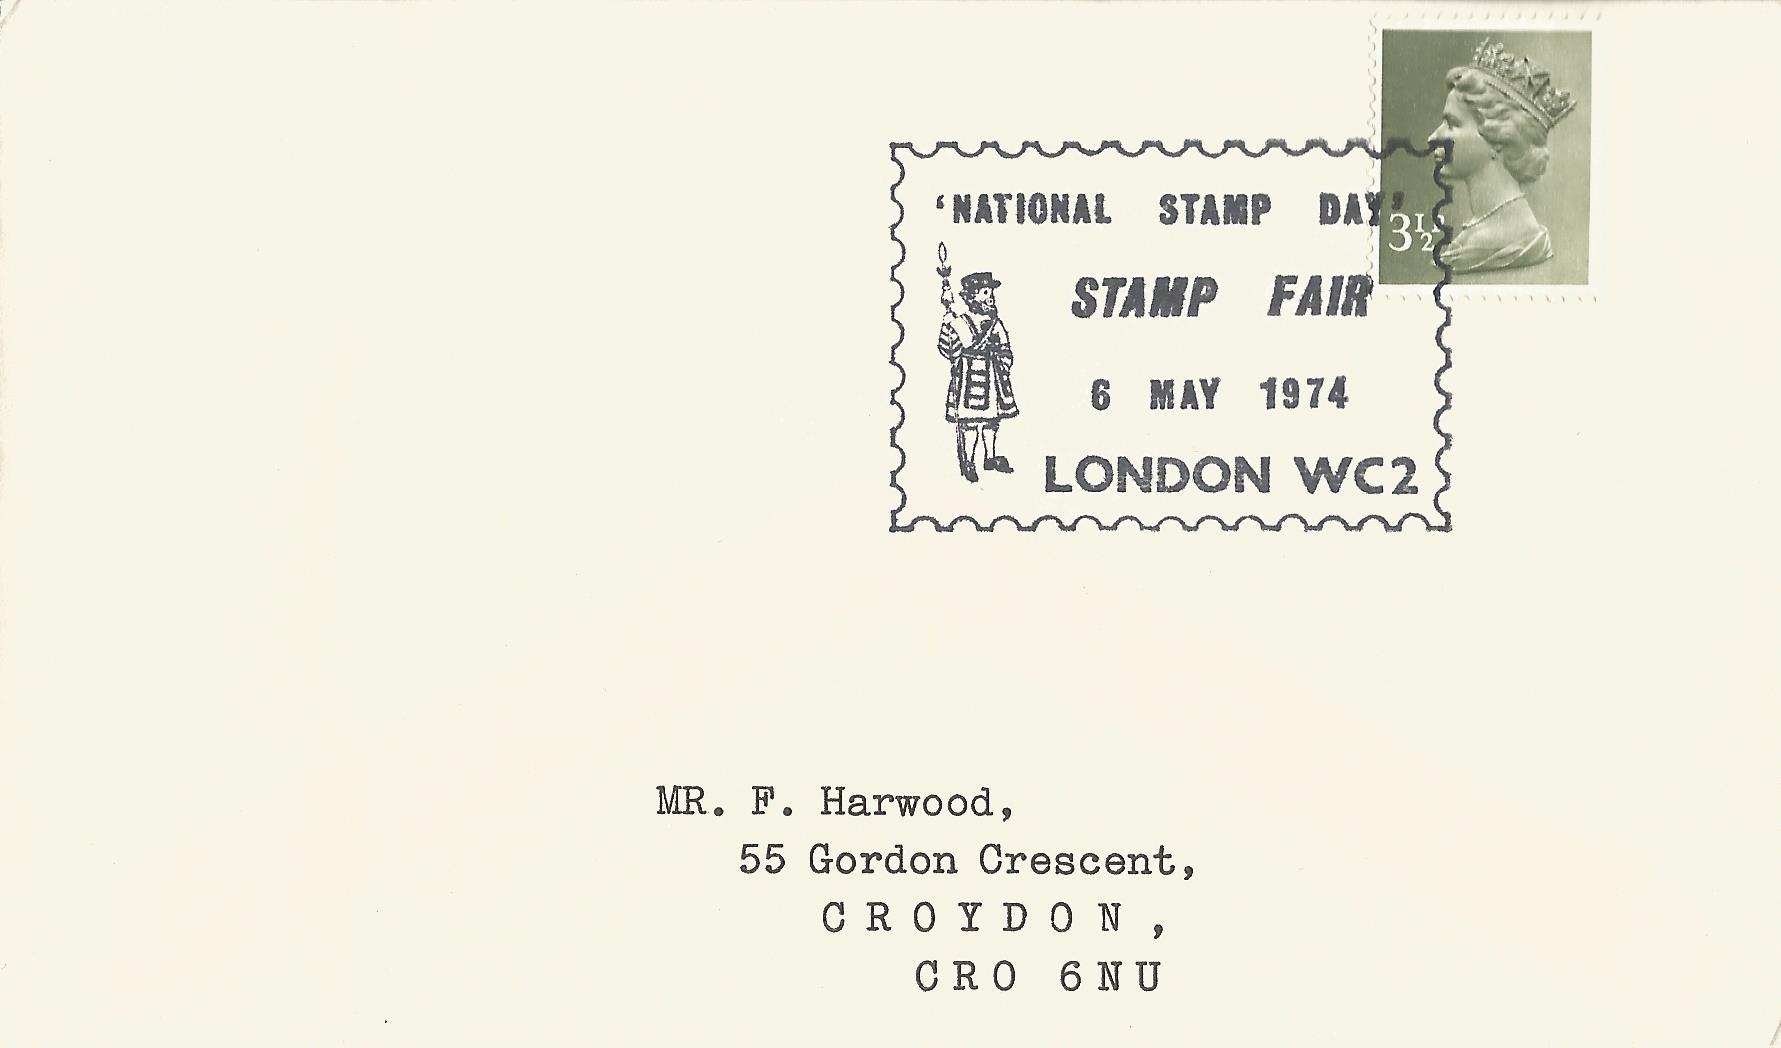 ‘NATIONAL STAMP DAY’
STAMP FAIR
6 MAY 1974
LONDON WC2
3½
MR. F. Harwood,
55 Gordon Crescent,
CROYDON,
CRO 6NU